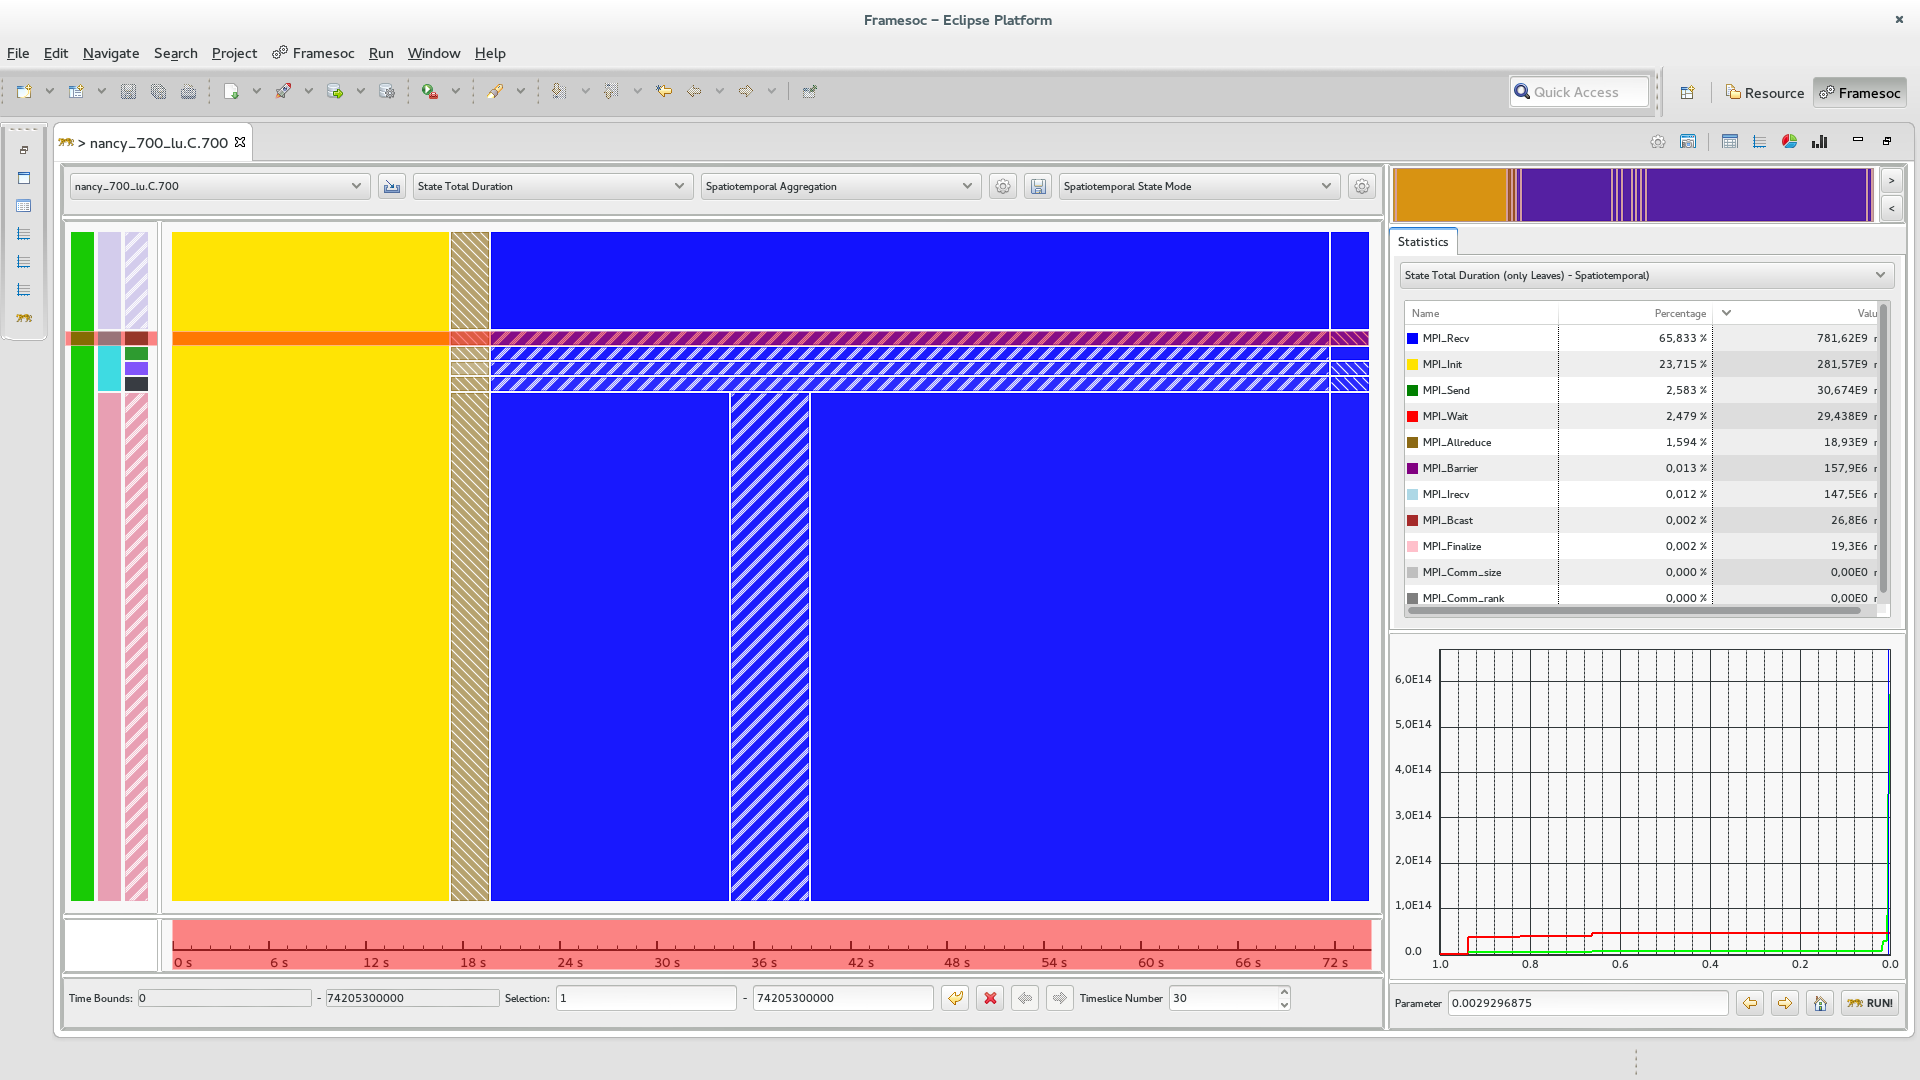 Framesoc – Eclipse Platform
File Edit Navigate Search Project Framesoc Run Window Help
Quick Access
Resource
Framesoc
> nancy_700_lu.C.700
nancy_700_lu.C.700
State Total Duration
Spatiotemporal Aggregation
Spatiotemporal State Mode
>
<
Statistics
State Total Duration (only Leaves) - Spatiotemporal)
Name Percentage Valu
MPI_Recv 65,833 % 781,62E9
MPI_Init 23,715 % 281,57E9
MPI_Send 2,583 % 30,674E9
MPI_Wait 2,479 % 29,438E9
MPI_Allreduce 1,594 % 18,93E9
MPI_Barrier 0,013 % 157,9E6
MPI_Irecv 0,012 % 147,5E6
MPI_Bcast 0,002 % 26,8E6
MPI_Finalize 0,002 % 19,3E6
MPI_Comm_size 0,000 % 0,00E0
MPI_Comm_rank 0,000 % 0,00E0
6,0E14
5,0E14
4,0E14
3,0E14
2,0E14
1,0E14
0.0
1.0 0.8 0.6 0.4 0.2 0.0
0 s 6 s 12 s 18 s 24 s 30 s 36 s 42 s 48 s 54 s 60 s 66 s 72 s
Time Bounds: 0 - 74205300000 Selection: 1 - 74205300000 Timeslice Number 30
Parameter 0.0029296875 RUN!